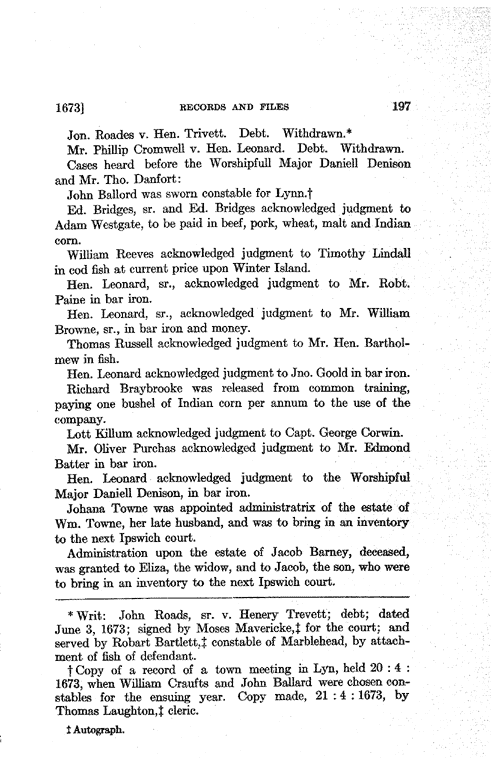 1673] RECORDS AND FILES 197
Jon. Roades v. Hen. Trivett. Debt. Withdrawn.*
Mr. Phillip Cromwell v. Hen. Leonard. Debt. Withdrawn.
Cases heard before the Worshipfull Major Daniell Denison
and Mr. Tho. Danfort:
John Ballord was sworn constable for Lynn.†
Ed. Bridges, sr. and Ed. Bridges acknowledged judgment to
Adam Westgate, to be paid in beef, pork, wheat, malt and Indian
corn.
William Reeves acknowledged judgment to Timothy Lindall
in cod fish at current price upon Winter Island.
Hen. Leonard, sr., acknowledged judgment to Mr. Robt.
Paine in bar iron.
Hen. Leonard, sr., acknowledged judgment to Mr. William
Browne, sr., in bar iron and money.
Thomas Russell acknowledged judgment to Mr. Hen. Barthol-
mew in fish.
Hen. Leonard acknowledged judgment to Jno. Goold in bar iron.
Richard Braybrooke was released from common training,
paying one bushel of Indian corn per annum to the use of the
company.
Lott Killum acknowledged judgment to Capt. George Corwin.
Mr. Oliver Purchas acknowledged judgment to Mr. Edmond
Batter in bar iron.
Hen. Leonard acknowledged judgment to the Worshipful
Major Daniell Denison, in bar iron.
Johana Towne was appointed administratrix of the estate of
Wm. Towne, her late husband, and was to bring in an inventory
to the next Ipswich court.
Administration upon the estate of Jacob Barney, deceased,
was granted to Eliza, the widow, and to Jacob, the son, who were
to bring in an inventory to the next Ipswich court.
* Writ: John Roads, sr. v. Henery Trevett; debt; dated
June 3, 1673; signed by Moses Mavericke,‡ for the court; and
served by Robart Bartlett,‡ constable of Marblehead, by attach-
ment of fish of defendant.
† Copy of a record of a town meeting in Lyn, held 20 : 4 :
1673, when William Craufts and John Ballard were chosen con-
stables for the ensuing year. Copy made, 21 : 4 : 1673, by
Thomas Laughton,‡ cleric.
‡ Autograph.